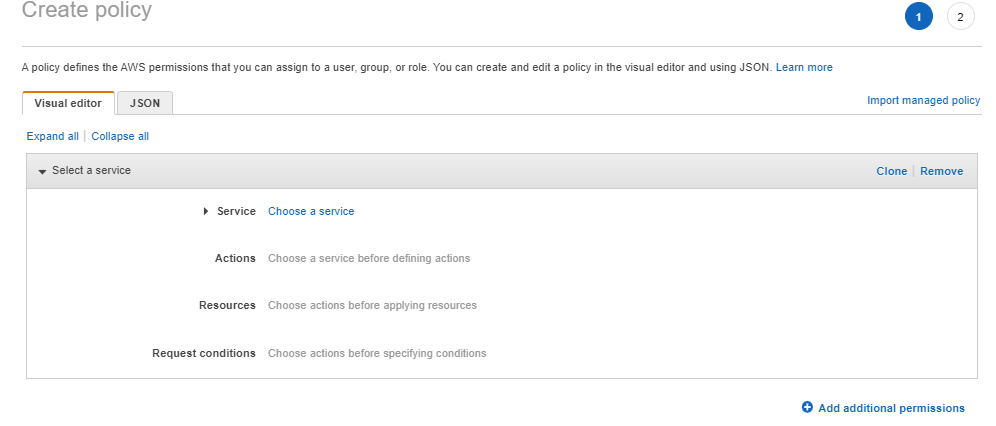 Create policy
1 2
A policy defines the AWS permissions that you can assign to a user, group, or role. You can create and edit a policy in the visual editor and using JSON. Learn more
Visual editor JSON Import managed policy
Expand all | Collapse all
Select a service Clone | Remove
Service Choose a service
Actions Choose a service before defining actions
Resources Choose actions before applying resources
Request conditions Choose actions before specifying conditions
Add additional permissions